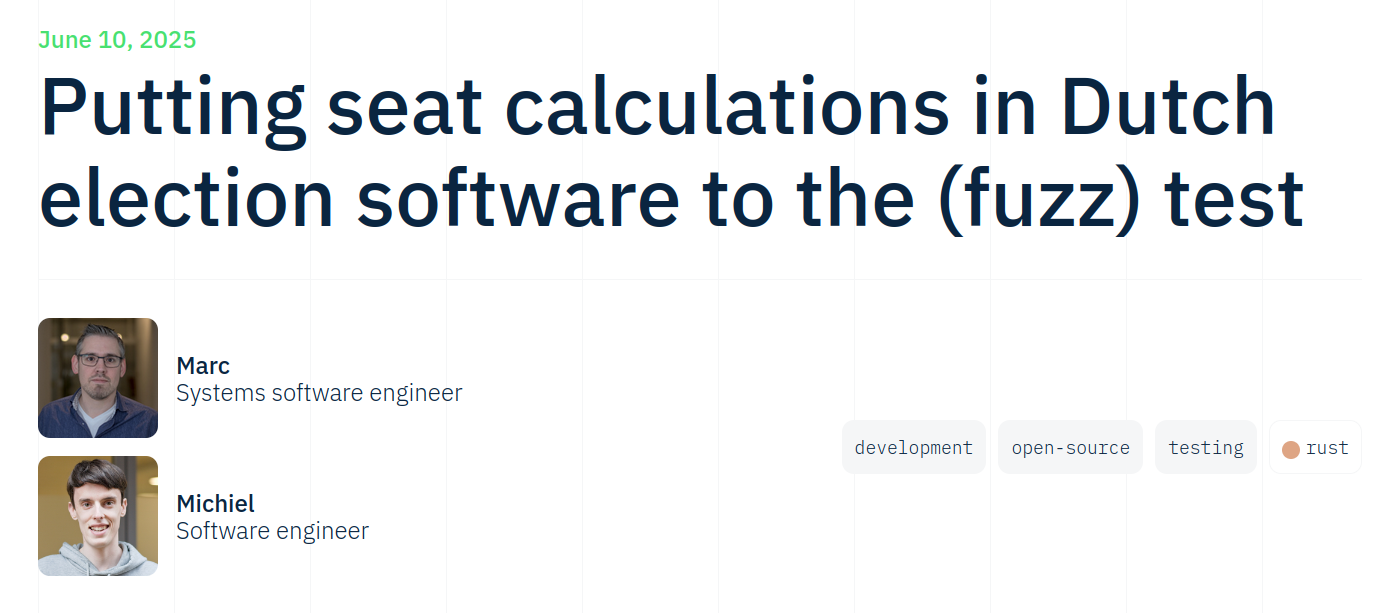 June 10, 2025
Putting seat calculations in Dutch
election software to the (fuzz) test
Marc
Systems software engineer
Michiel
Software engineer
development
open-source
testing
rust